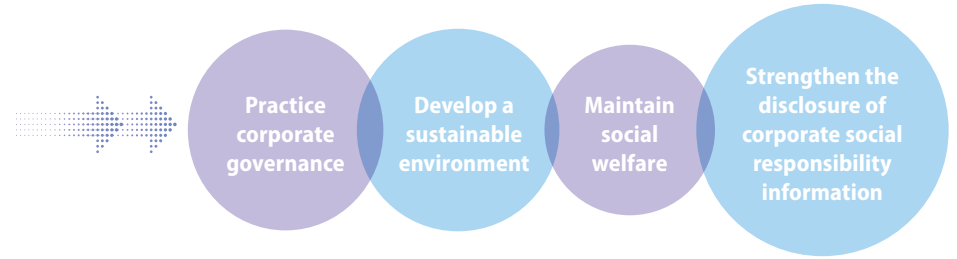 Practice
corporate
governance
Develop a
sustainable
environment
Maintain
social
welfare
Strengthen the
disclosure of
corporate social
responsibility
information